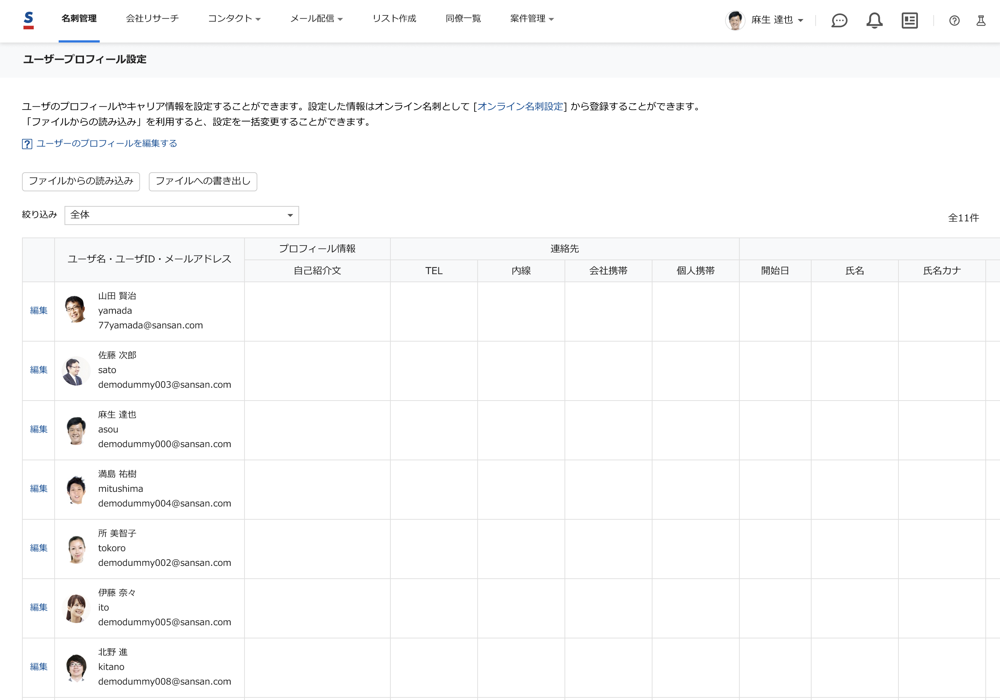 S
名刺管理 会社リサーチ コンタクト メール配信 リスト作成 同僚一覧 案件管理 麻生 達也
ユーザープロフィール設定
ユーザのプロフィールやキャリア情報を設定することができます。設定した情報はオンライン名刺として [オンライン名刺設定] から登録することができます。
「ファイルからの読み込み」を利用すると、設定を一括変更することができます。
? ユーザーのプロフィールを編集する
ファイルからの読み込み ファイルへの書き出し
絞り込み 全体
全11件
ユーザ名・ユーザID・メールアドレス プロフィール情報 連絡先
自己紹介文 TEL 内線 会社携帯 個人携帯 開始日 氏名 氏名カナ
編集
山田 賢治
yamada
77yamada@sansan.com
編集
佐藤 次郎
sato
demodummy003@sansan.com
編集
麻生 達也
asou
demodummy000@sansan.com
編集
満島 祐樹
mitushima
demodummy004@sansan.com
編集
所 美智子
tokoro
demodummy002@sansan.com
編集
伊藤 奈々
ito
demodummy005@sansan.com
編集
北野 進
kitano
demodummy008@sansan.com